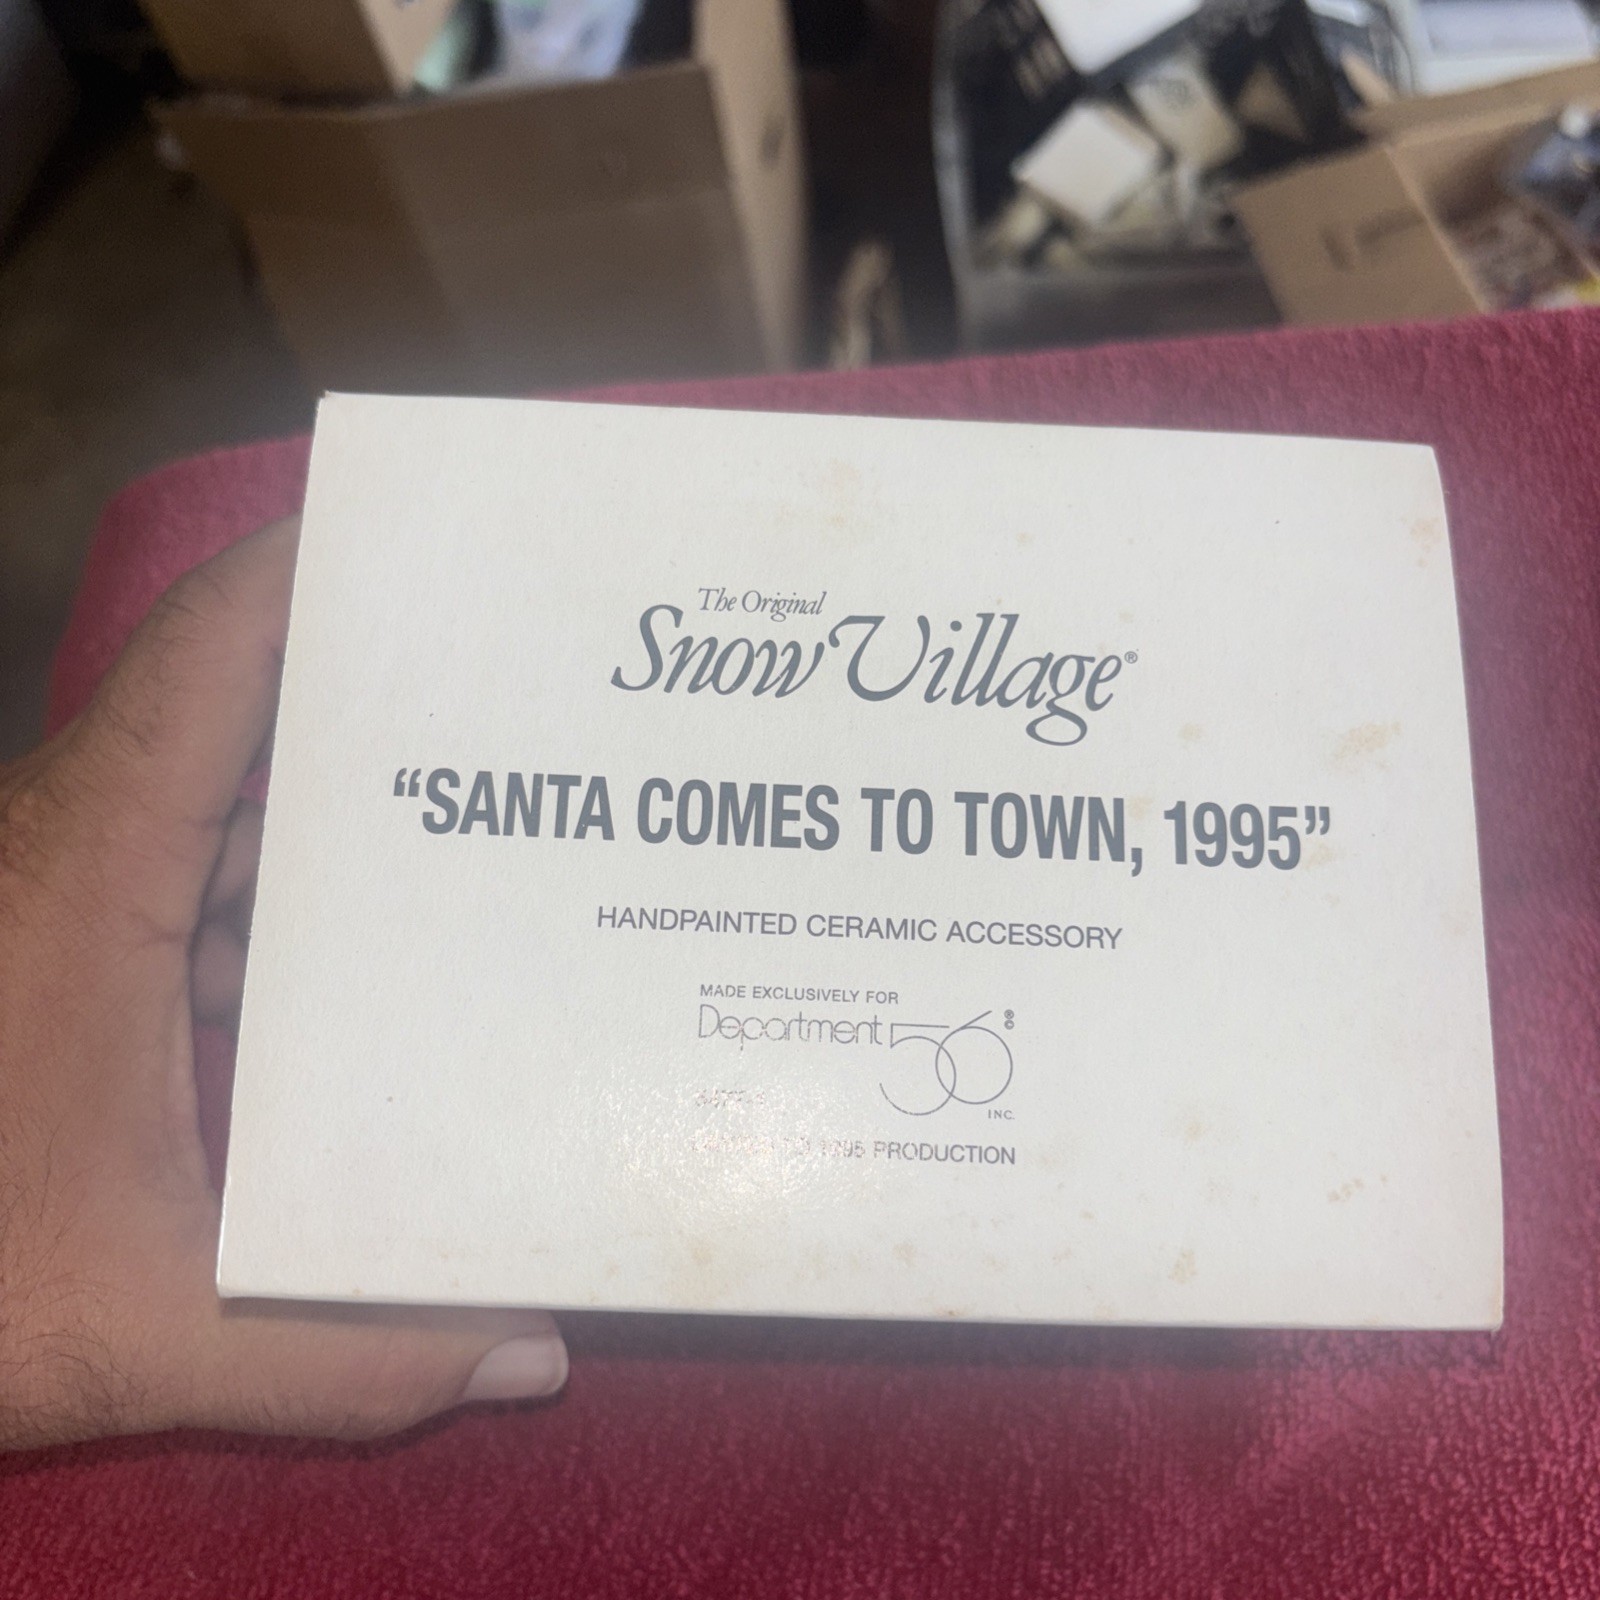 The Original
Snow Village®
“SANTA COMES TO TOWN, 1995”
HANDPAINTED CERAMIC ACCESSORY
MADE EXCLUSIVELY FOR
Department 56®©
INC.
1995 PRODUCTION